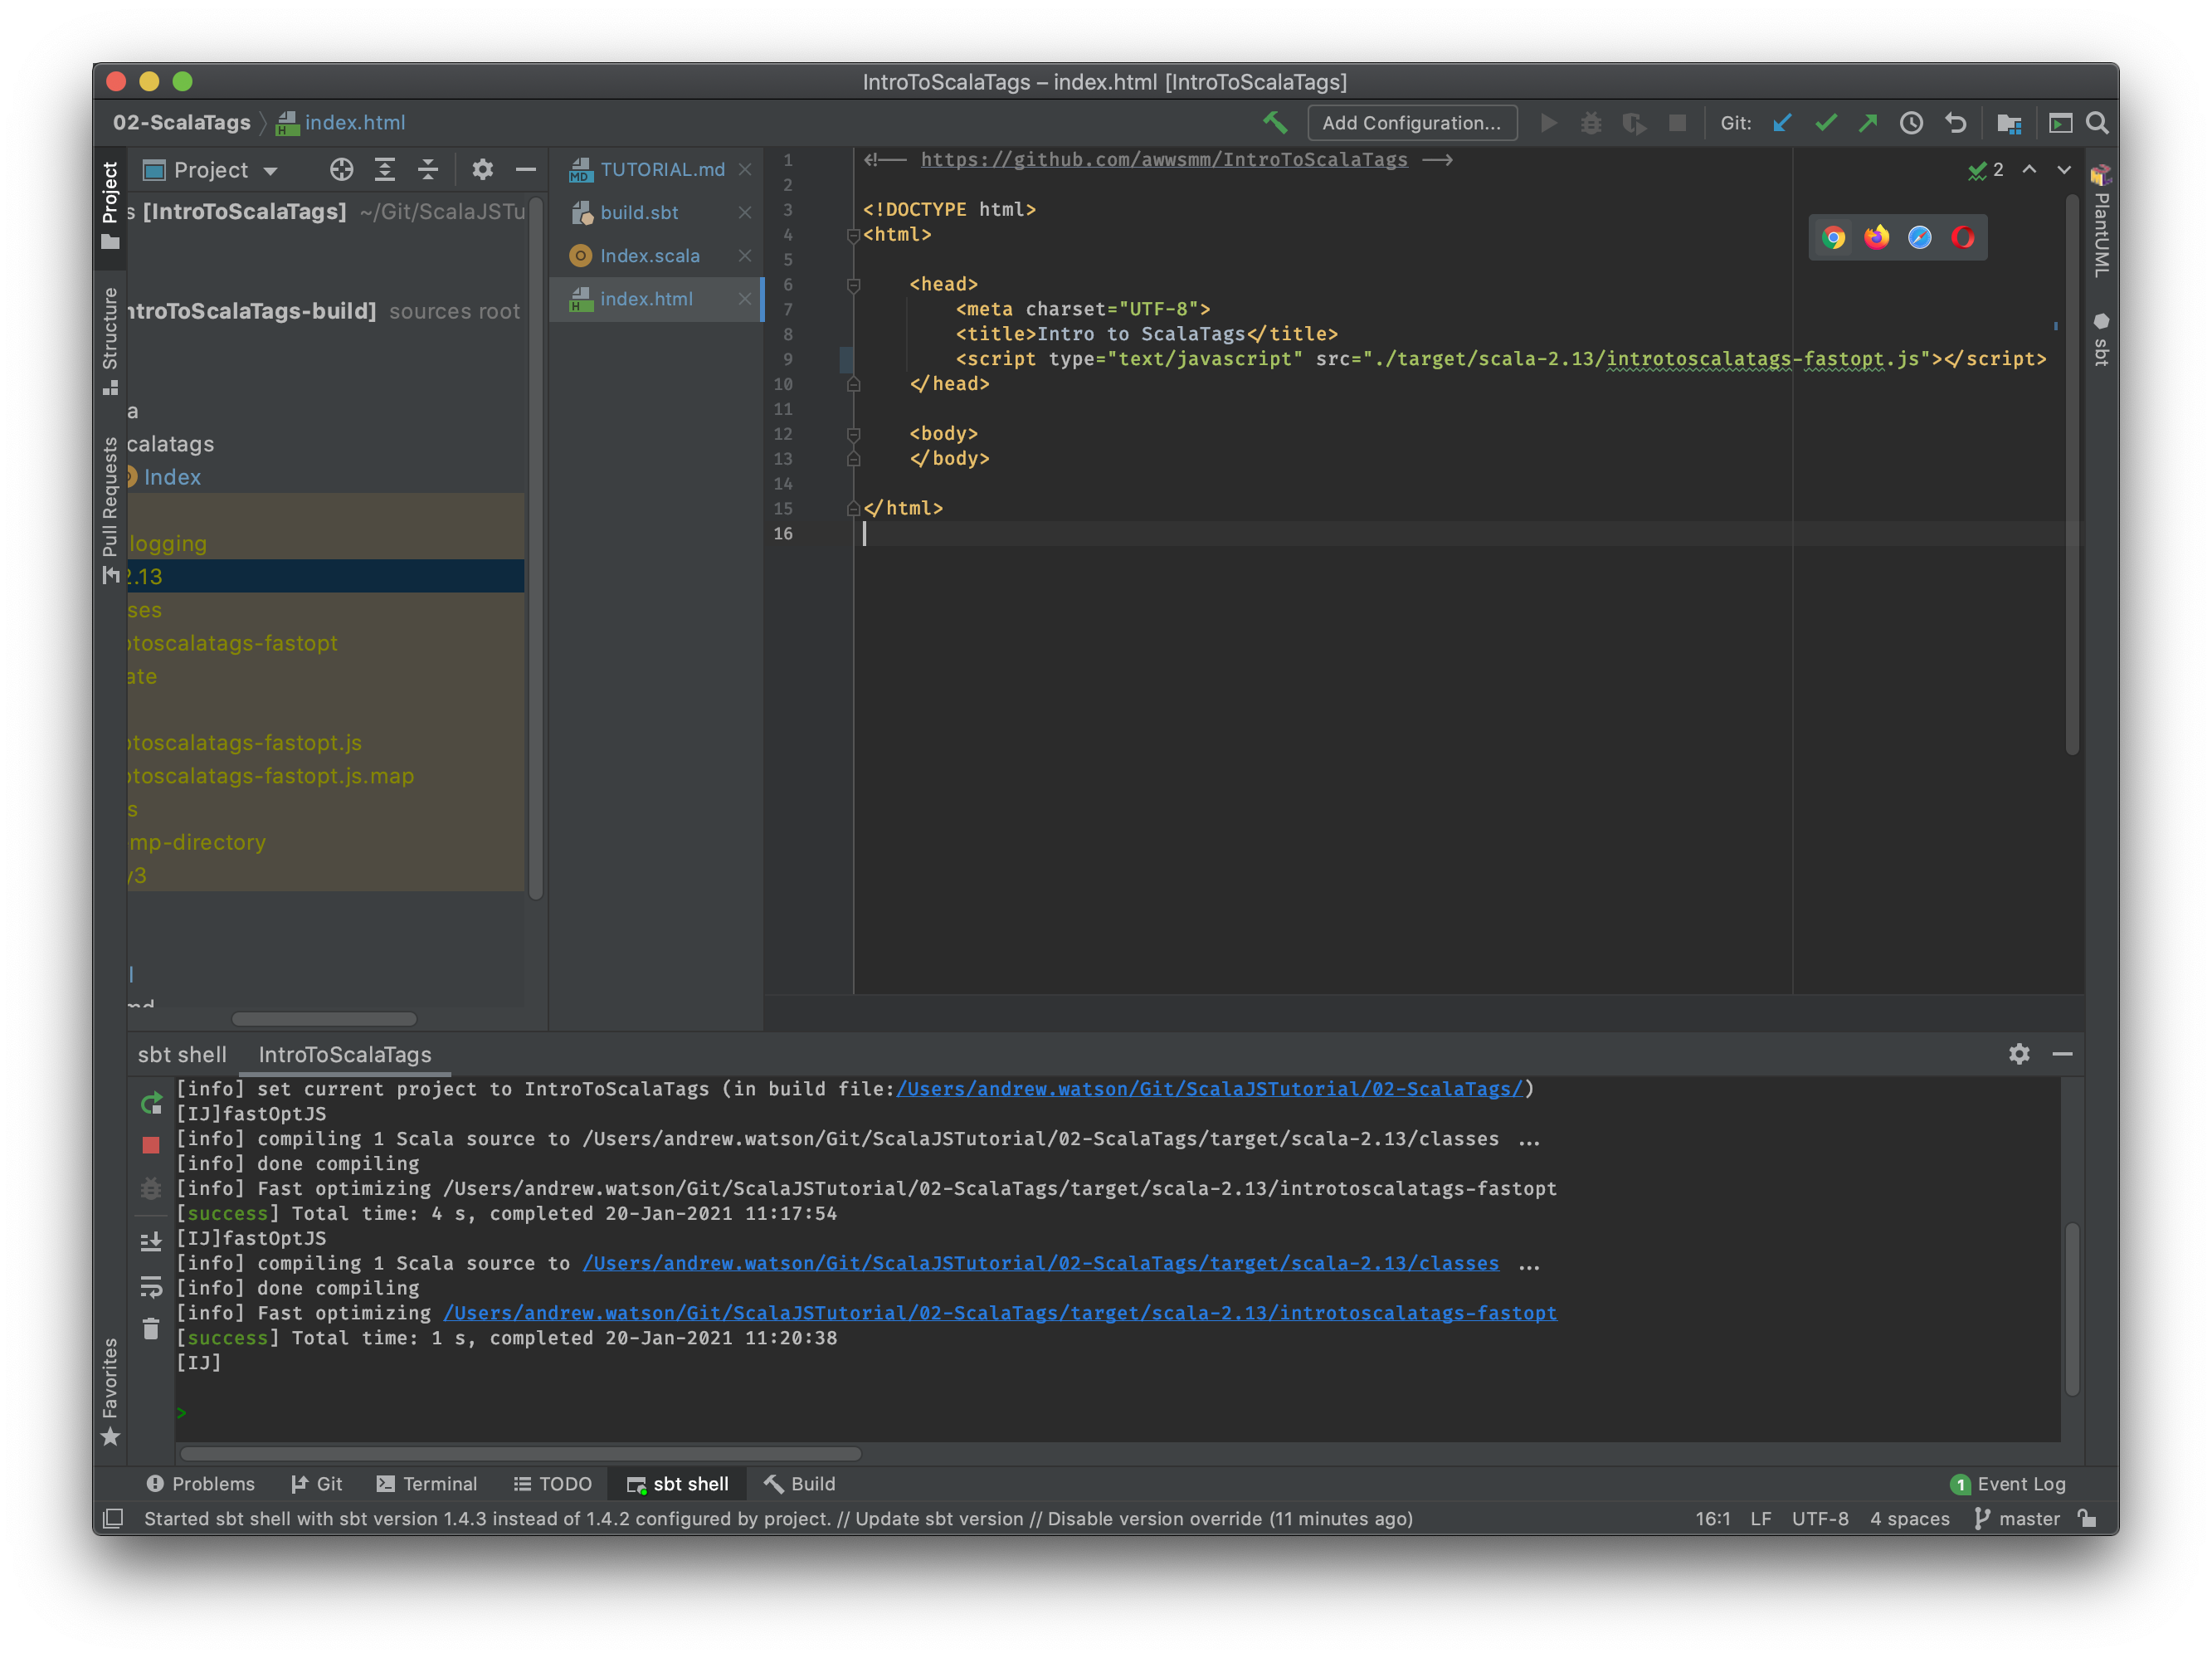 IntroToScalaTags – index.html [IntroToScalaTags]
02-ScalaTags
index.html
Add Configuration...
Git:
Project
Structure
Pull Requests
Favorites
Project
s [IntroToScalaTags] ~/Git/ScalaJSTu
ntroToScalaTags-build] sources root
a
calatags
Index
logging
2.13
ses
otoscalatags-fastopt
ate
otoscalatags-fastopt.js
otoscalatags-fastopt.js.map
s
mp-directory
y3
l
md
TUTORIAL.md
build.sbt
Index.scala
index.html
1 <!-- https://github.com/awwsmm/IntroToScalaTags -->
2
3 <!DOCTYPE html>
4 <html>
5
6 <head>
7 <meta charset="UTF-8">
8 <title>Intro to ScalaTags</title>
9 <script type="text/javascript" src="./target/scala-2.13/introtoscalatags-fastopt.js"></script>
10 </head>
11
12 <body>
13 </body>
14
15 </html>
16
2
PlantUML
sbt
sbt shell IntroToScalaTags
[info] set current project to IntroToScalaTags (in build file:/Users/andrew.watson/Git/ScalaJSTutorial/02-ScalaTags/)
[IJ]fastOptJS
[info] compiling 1 Scala source to /Users/andrew.watson/Git/ScalaJSTutorial/02-ScalaTags/target/scala-2.13/classes ...
[info] done compiling
[info] Fast optimizing /Users/andrew.watson/Git/ScalaJSTutorial/02-ScalaTags/target/scala-2.13/introtoscalatags-fastopt
[success] Total time: 4 s, completed 20-Jan-2021 11:17:54
[IJ]fastOptJS
[info] compiling 1 Scala source to /Users/andrew.watson/Git/ScalaJSTutorial/02-ScalaTags/target/scala-2.13/classes ...
[info] done compiling
[info] Fast optimizing /Users/andrew.watson/Git/ScalaJSTutorial/02-ScalaTags/target/scala-2.13/introtoscalatags-fastopt
[success] Total time: 1 s, completed 20-Jan-2021 11:20:38
[IJ]
>
Problems Git Terminal TODO sbt shell Build 1 Event Log
Started sbt shell with sbt version 1.4.3 instead of 1.4.2 configured by project. // Update sbt version // Disable version override (11 minutes ago) 16:1 LF UTF-8 4 spaces master